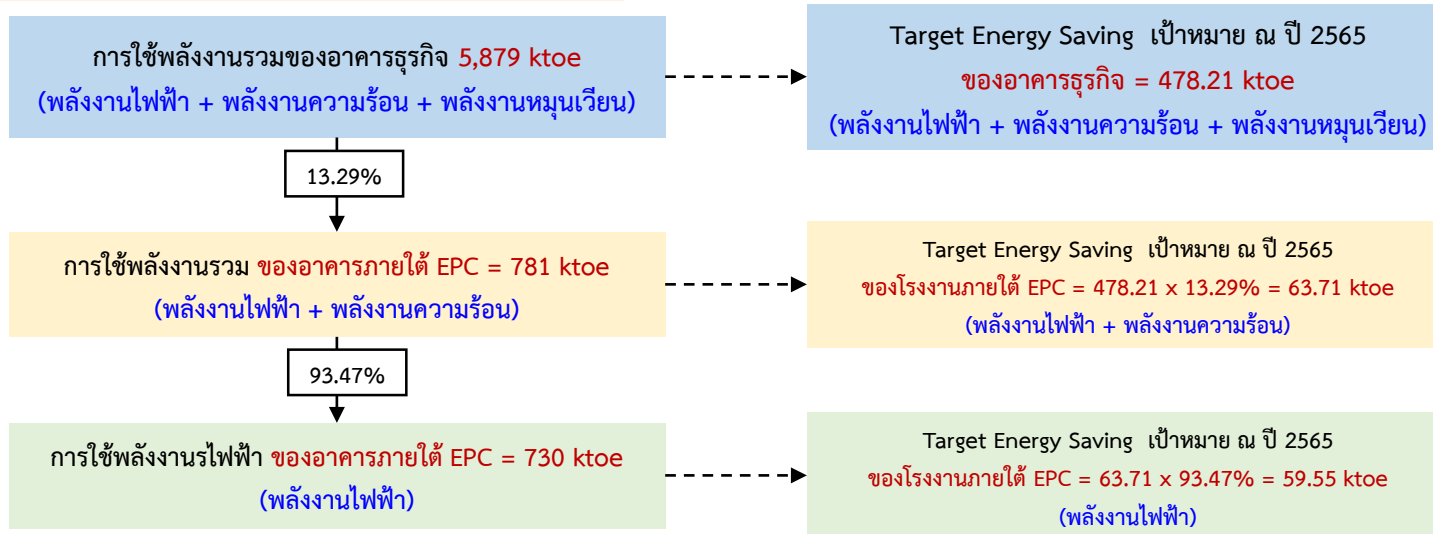 การใช้พลังงานรวมของอาคารธุรกิจ 5,879 ktoe
(พลังงานไฟฟ้า + พลังงานความร้อน + พลังงานหมุนเวียน)
Target Energy Saving เป้าหมาย ณ ปี 2565
ของอาคารธุรกิจ = 478.21 ktoe
(พลังงานไฟฟ้า + พลังงานความร้อน + พลังงานหมุนเวียน)
13.29%
การใช้พลังงานรวม ของอาคารภายใต้ EPC = 781 ktoe
(พลังงานไฟฟ้า + พลังงานความร้อน)
Target Energy Saving เป้าหมาย ณ ปี 2565
ของโรงงานภายใต้ EPC = 478.21 x 13.29% = 63.71 ktoe
(พลังงานไฟฟ้า + พลังงานความร้อน)
93.47%
การใช้พลังงานรไฟฟ้า ของอาคารภายใต้ EPC = 730 ktoe
(พลังงานไฟฟ้า)
Target Energy Saving เป้าหมาย ณ ปี 2565
ของโรงงานภายใต้ EPC = 63.71 x 93.47% = 59.55 ktoe
(พลังงานไฟฟ้า)